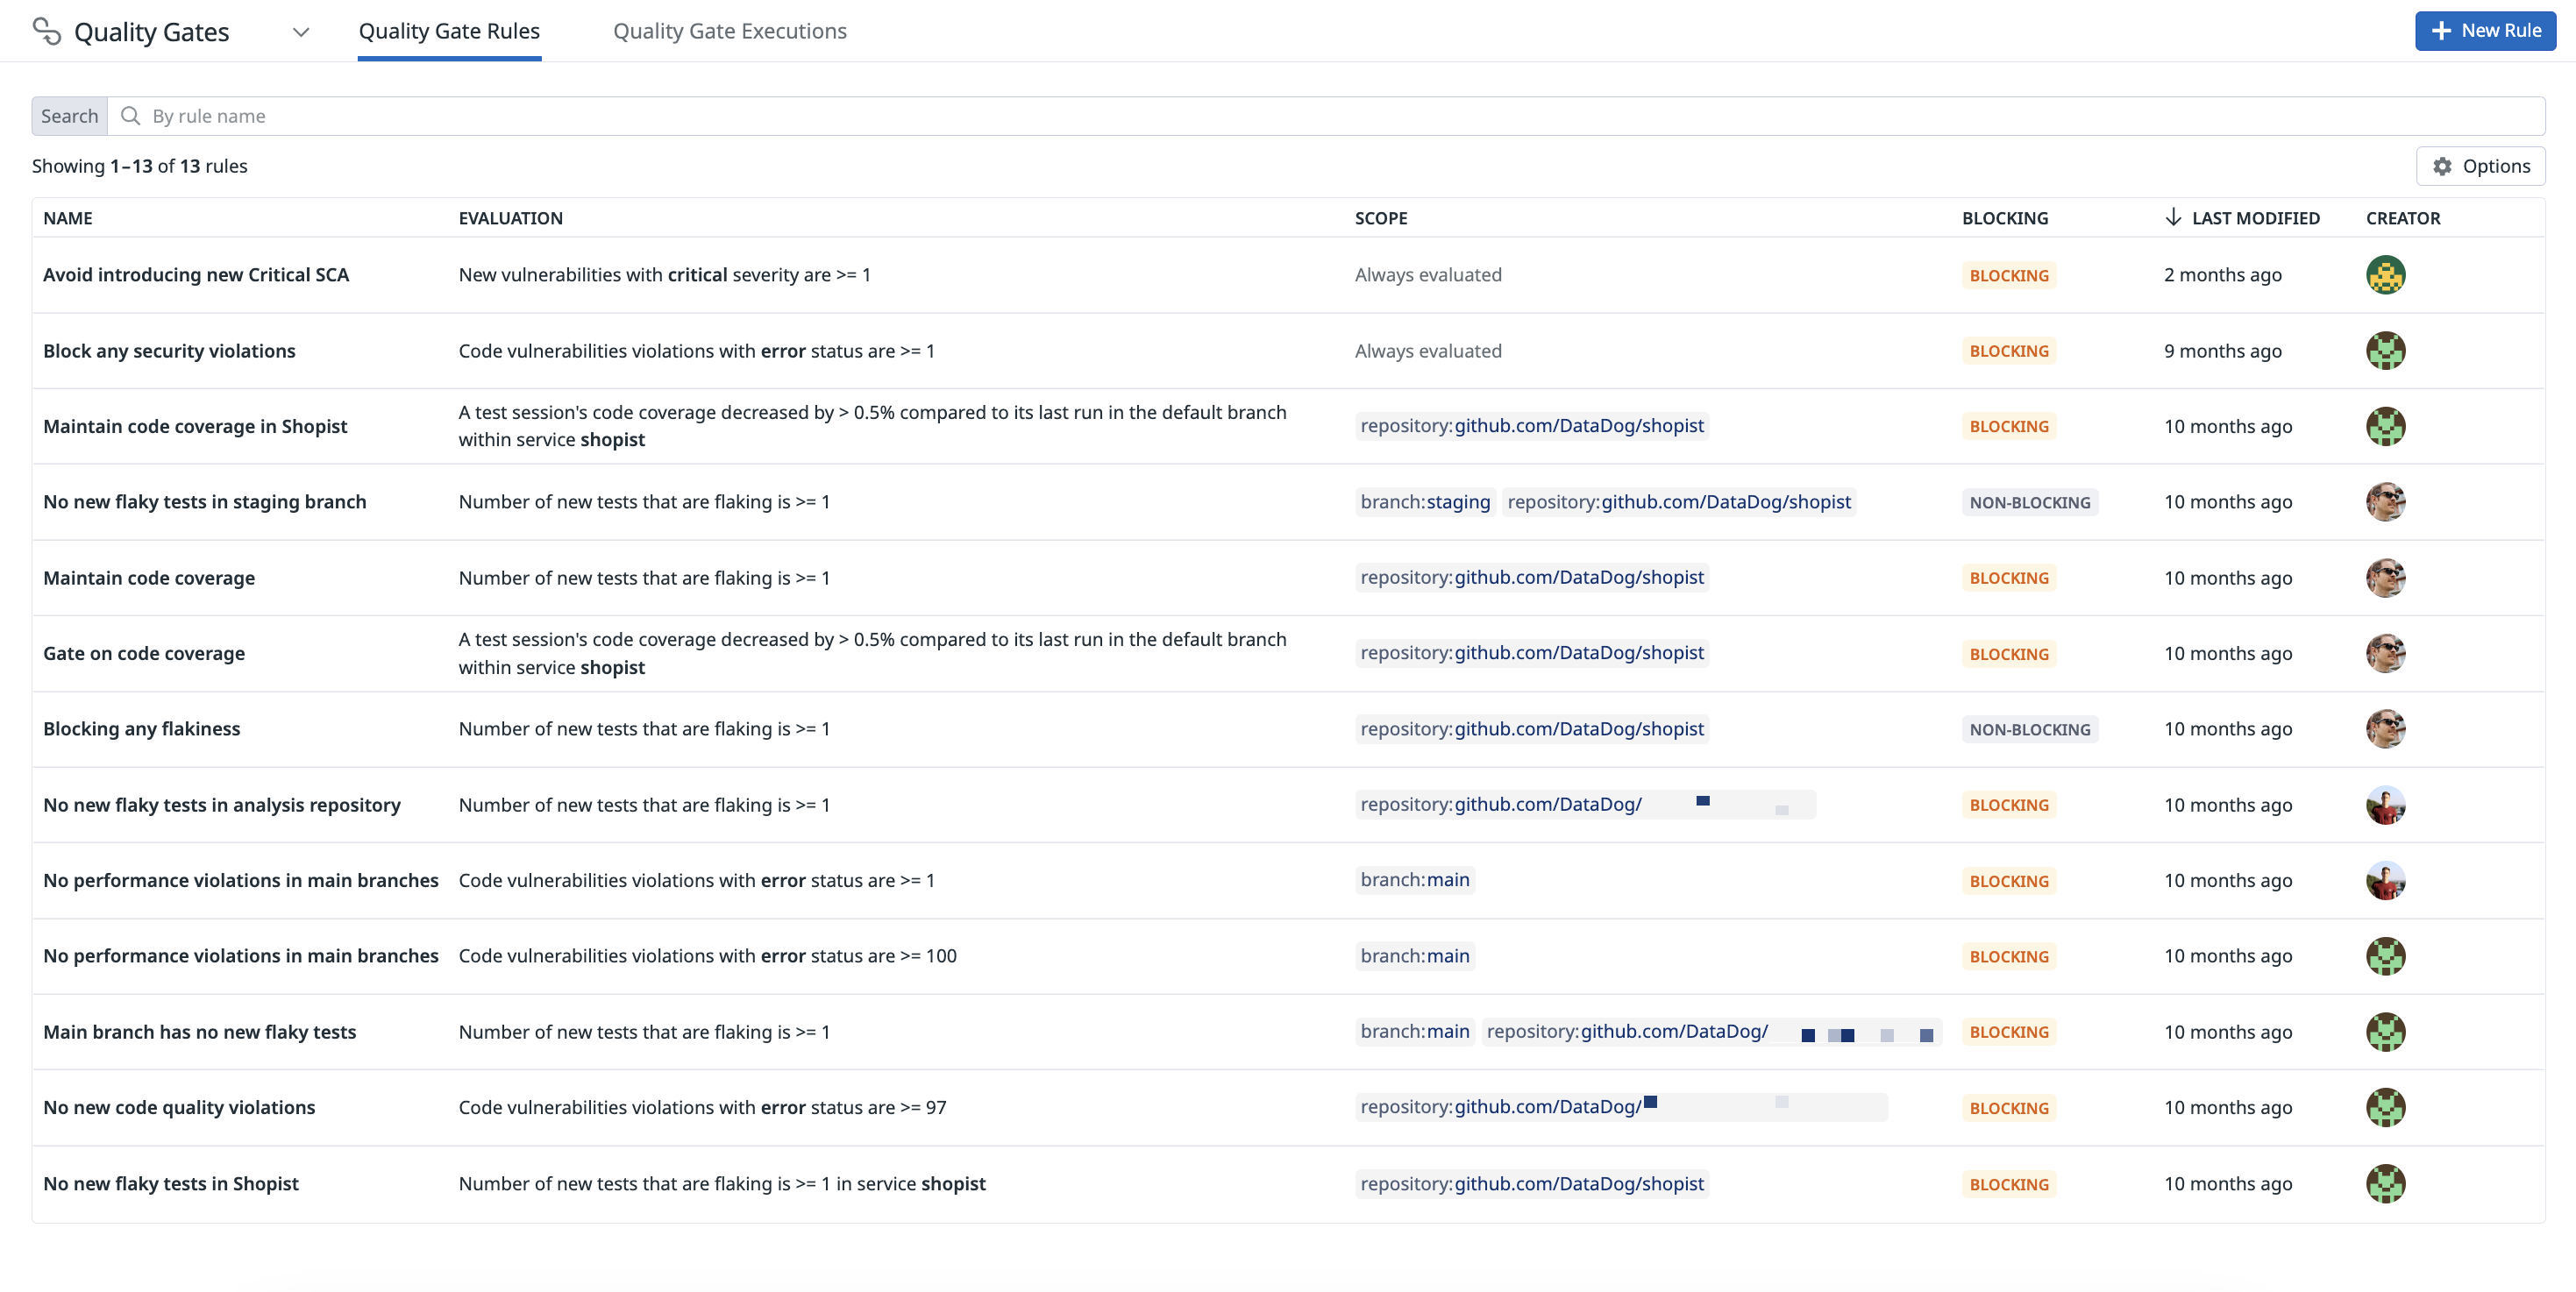 Quality Gates Quality Gate Rules Quality Gate Executions New Rule
Search By rule name
Showing 1–13 of 13 rules Options
NAME EVALUATION SCOPE BLOCKING LAST MODIFIED CREATOR
Avoid introducing new Critical SCA New vulnerabilities with critical severity are >= 1 Always evaluated BLOCKING 2 months ago
Block any security violations Code vulnerabilities violations with error status are >= 1 Always evaluated BLOCKING 9 months ago
A test session's code coverage decreased by > 0.5% compared to its last run in the default branch
Maintain code coverage in Shopist repository:github.com/DataDog/shopist BLOCKING 10 months ago
within service shopist
No new flaky tests in staging branch Number of new tests that are flaking is >= 1 branch:staging repository:github.com/DataDog/shopist NON-BLOCKING 10 months ago
Maintain code coverage Number of new tests that are flaking is >= 1 repository:github.com/DataDog/shopist BLOCKING 10 months ago
A test session's code coverage decreased by > 0.5% compared to its last run in the default branch
Gate on code coverage repository:github.com/DataDog/shopist BLOCKING 10 months ago
within service shopist
Blocking any flakiness Number of new tests that are flaking is >= 1 repository:github.com/DataDog/shopist NON-BLOCKING 10 months ago
No new flaky tests in analysis repository Number of new tests that are flaking is >= 1 repository:github.com/DataDog/ BLOCKING 10 months ago
No performance violations in main branches Code vulnerabilities violations with error status are >= 1 branch:main BLOCKING 10 months ago
No performance violations in main branches Code vulnerabilities violations with error status are >= 100 branch:main BLOCKING 10 months ago
Main branch has no new flaky tests Number of new tests that are flaking is >= 1 branch:main repository:github.com/DataDog/ BLOCKING 10 months ago
No new code quality violations Code vulnerabilities violations with error status are >= 97 repository:github.com/DataDog/ BLOCKING 10 months ago
No new flaky tests in Shopist Number of new tests that are flaking is >= 1 in service shopist repository:github.com/DataDog/shopist BLOCKING 10 months ago